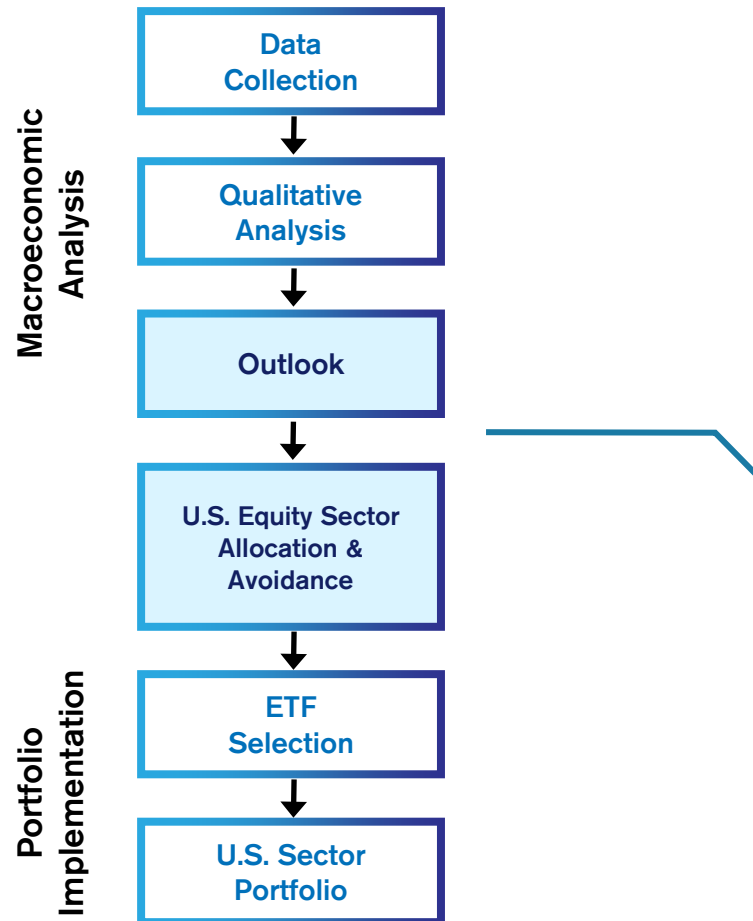 Macroeconomic
Analysis
Data
Collection
Qualitative
Analysis
Outlook
U.S. Equity Sector
Allocation &
Avoidance
Portfolio
Implementation
ETF
Selection
U.S. Sector
Portfolio